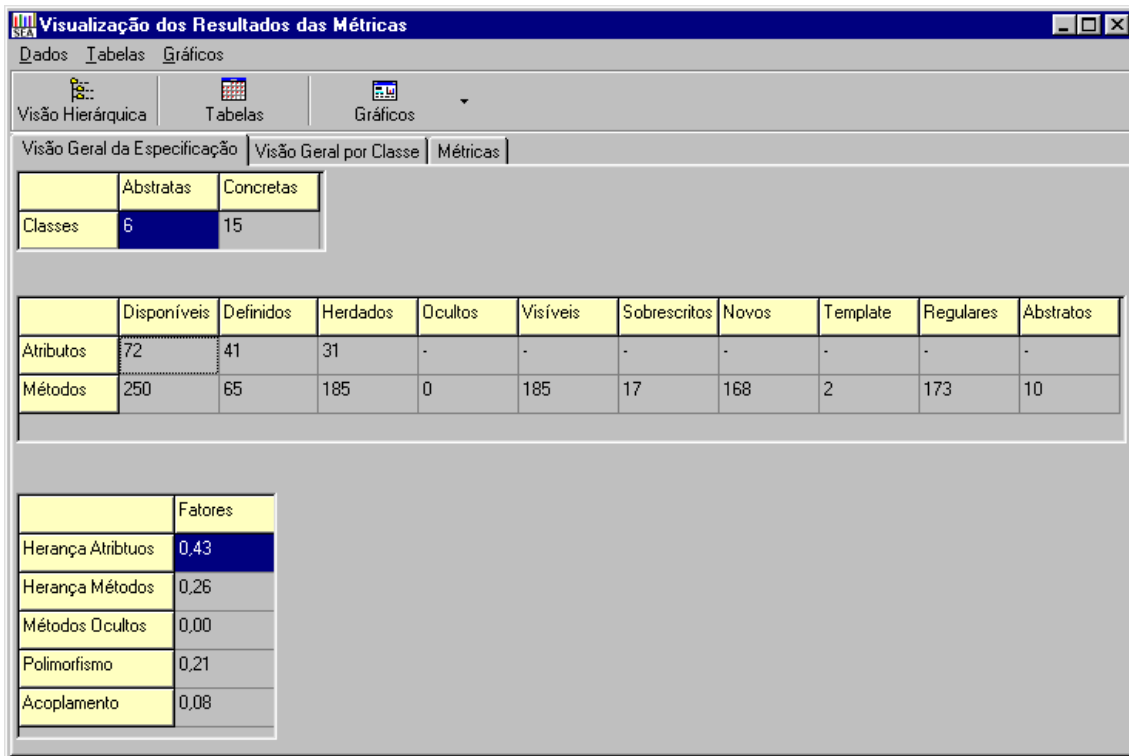 SEA Visualização dos Resultados das Métricas
Dados Tabelas Gráficos
Visão Hierárquica Tabelas Gráficos
Visão Geral da Especificação Visão Geral por Classe Métricas
Abstratas Concretas
Classes 6 15
Disponíveis Definidos Herdados Ocultos Visíveis Sobrescritos Novos Template Regulares Abstratos
Atributos 72 41 31 - - - - - - -
Métodos 250 65 185 0 185 17 168 2 173 10
Fatores
Herança Atribtuos 0,43
Herança Métodos 0,26
Métodos Ocultos 0,00
Polimorfismo 0,21
Acoplamento 0,08